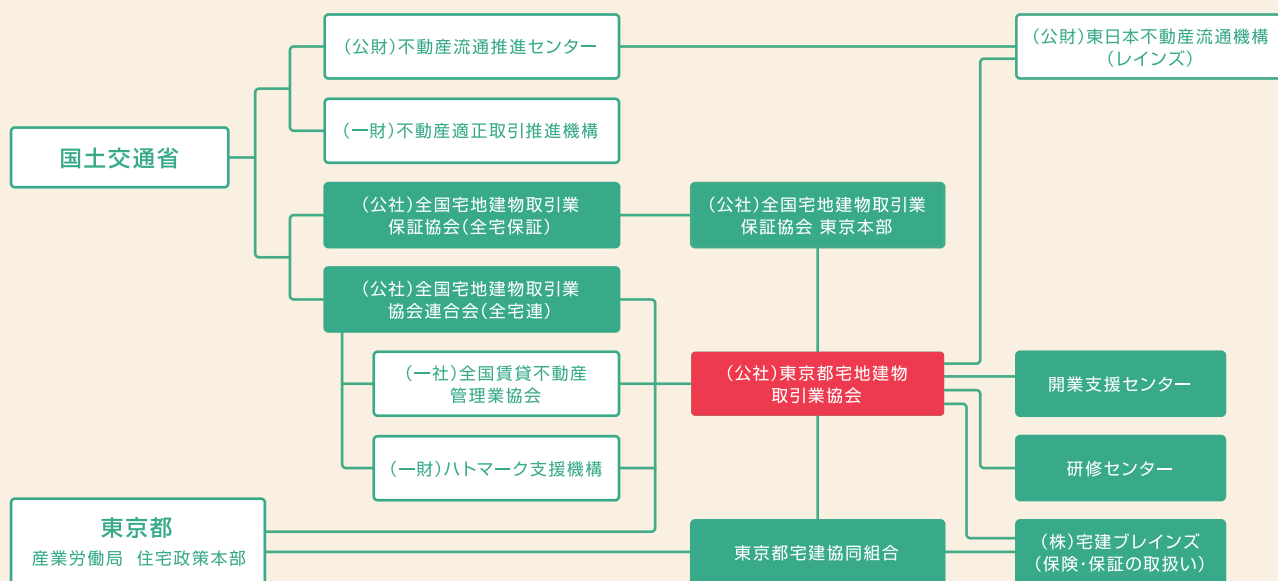 (公財)不動産流通推進センター
(公財)東日本不動産流通機構
(レインズ)
(一財)不動産適正取引推進機構
国土交通省
(公社)全国宅地建物取引業
保証協会(全宅保証)
(公社)全国宅地建物取引業
保証協会 東京本部
(公社)全国宅地建物取引業
協会連合会(全宅連)
(一社)全国賃貸不動産
管理業協会
(公社)東京都宅地建物
取引業協会
開業支援センター
(一財)ハトマーク支援機構
研修センター
東京都
産業労働局 住宅政策本部
東京都宅建協同組合
(株)宅建ブレインズ
(保険・保証の取扱い)